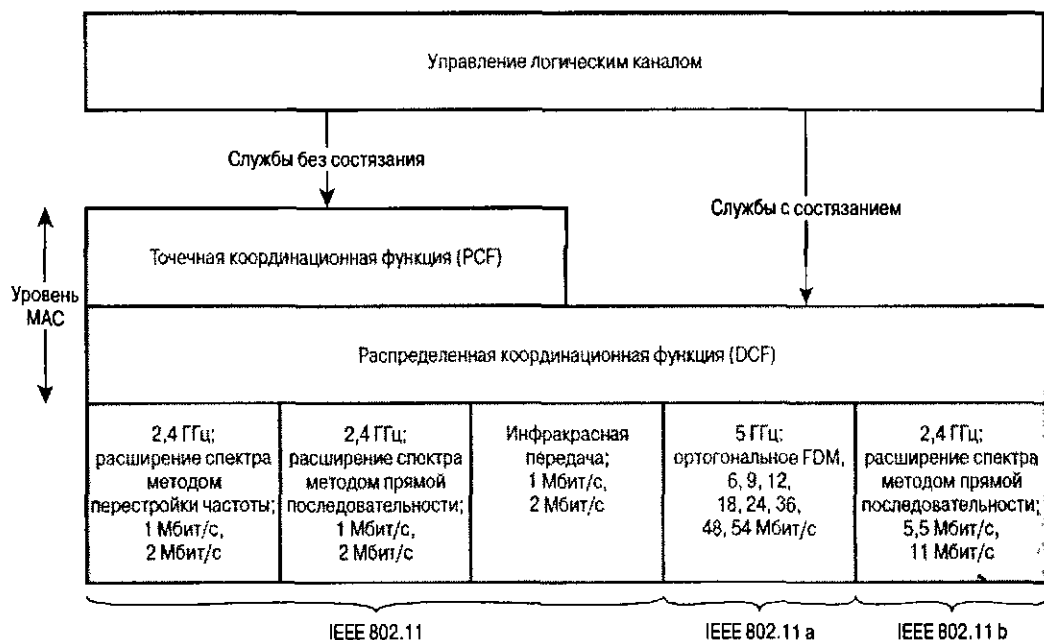 Управление логическим каналом
Службы без состязания
Службы с состязанием
Точечная координационная функция (PCF)
Уровень
MAC
Распределенная координационная функция (DCF)
2,4 ГГц;
расширение спектра
методом
перестройки частоты;
1 Мбит/с,
2 Мбит/с
2,4 ГГц;
расширение спектра
методом прямой
последовательности;
1 Мбит/с,
2 Мбит/с
Инфракрасная
передача;
1 Мбит/с
2 Мбит/с
5 ГГц;
ортогональное FDM,
6, 9, 12,
18, 24, 36,
48, 54 Мбит/с
2,4 ГГц;
расширение спектра
методом прямой
последовательности;
5,5 Мбит/с,
11 Мбит/с
IEEE 802.11
IEEE 802.11 a
IEEE 802.11 b